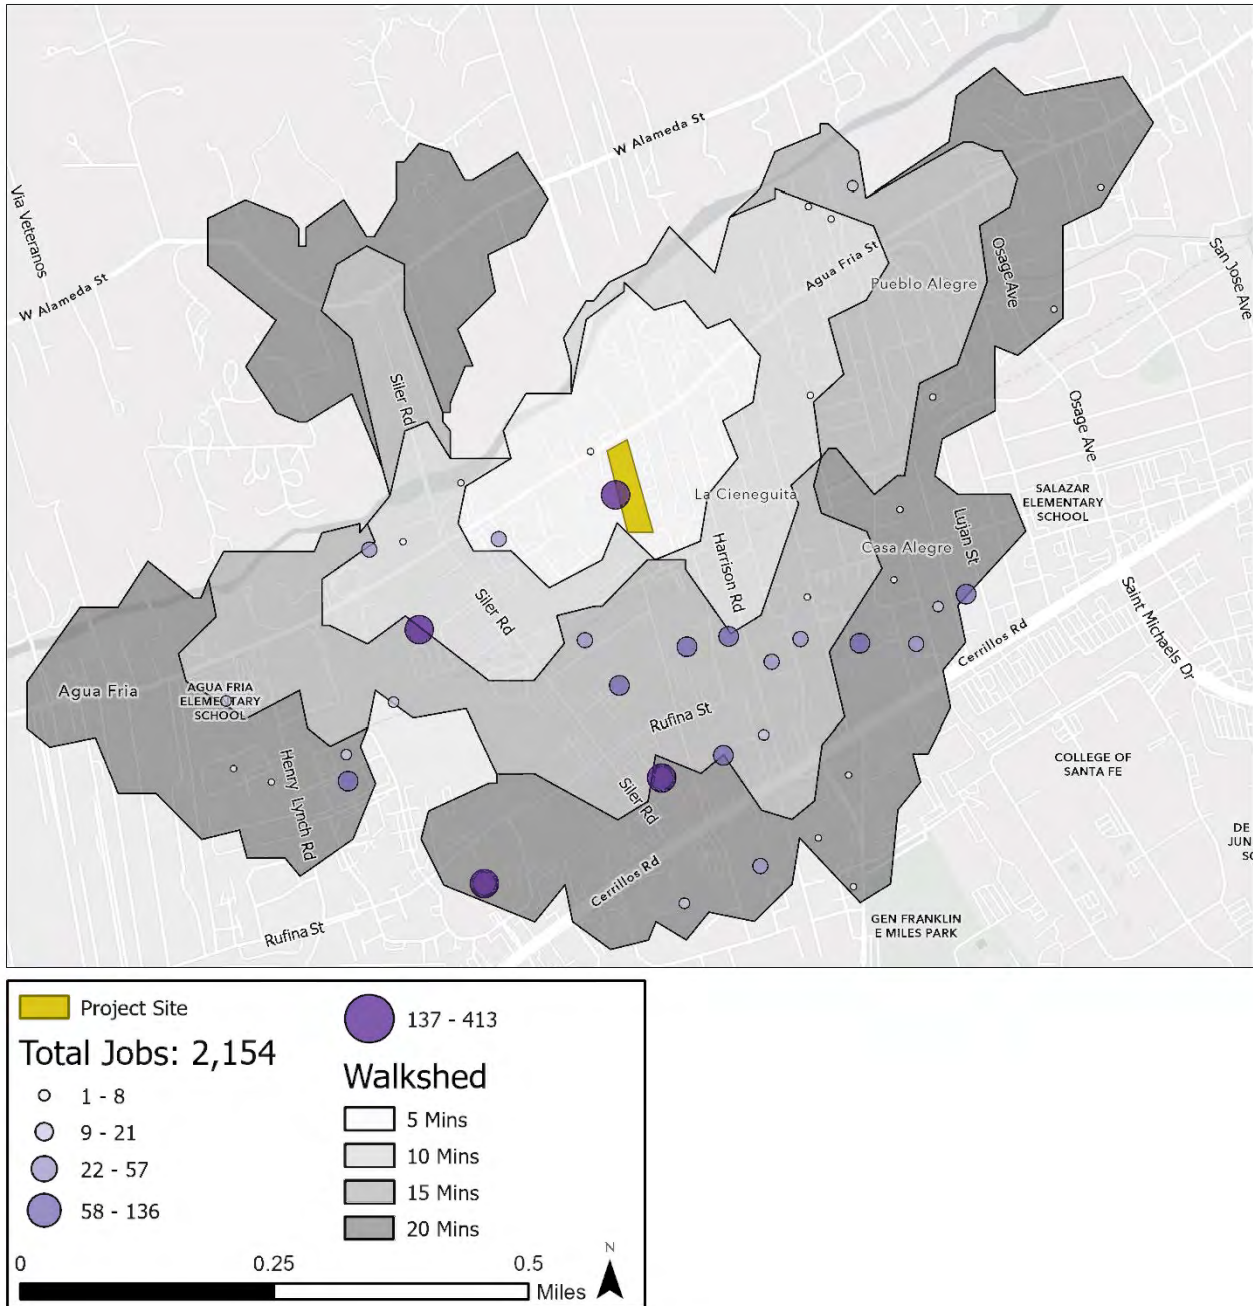 W Alameda St
Via Veteranos
W Alameda St
Siler Rd
Agua Fria St
Pueblo Alegre
Osage Ave
San Jose Ave
Osage Ave
La Cieneguita
SALAZAR
ELEMENTARY
SCHOOL
Lujan St
Casa Alegre
Harrison Rd
Siler Rd
Saint Michaels Dr
Cerrillos Rd
Agua Fria
AGUA FRIA
ELEMENTARY
SCHOOL
Rufina St
COLLEGE OF
SANTA FE
Henry Lynch Rd
Siler Rd
DE
JUN
SC
Cerrillos Rd
GEN FRANKLIN
E MILES PARK
Rufina St
Project Site
Total Jobs: 2,154
1 - 8
9 - 21
22 - 57
58 - 136
137 - 413
Walkshed
5 Mins
10 Mins
15 Mins
20 Mins
N
0 0.25 0.5
Miles